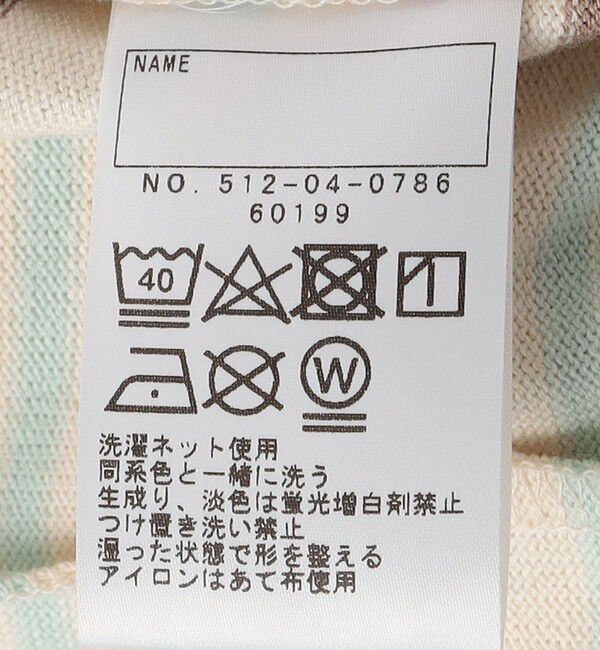 NAME
NO. 512-04-0786
60199
40
W
洗濯ネット使用
同系色と一緒に洗う
生成り、淡色は蛍光増白剤禁止
つけ置き洗い禁止
湿った状態で形を整える
アイロンはあて布使用